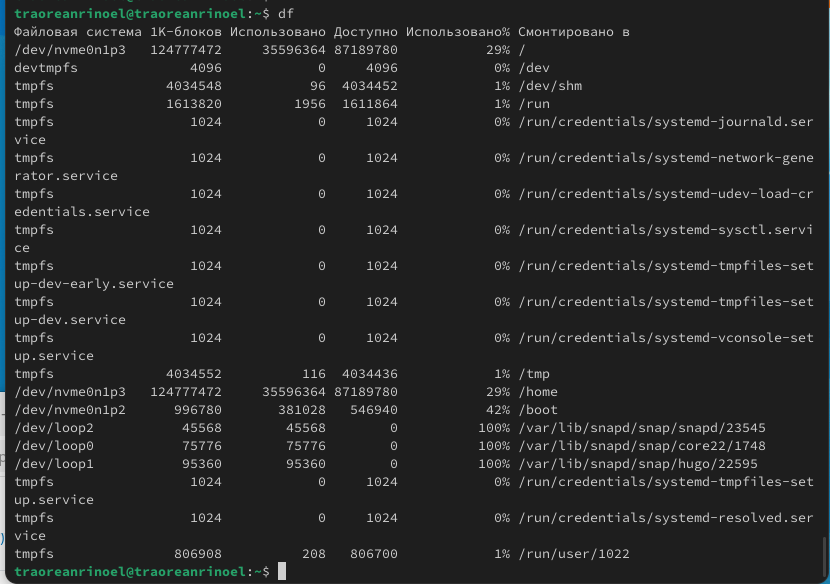 traoreanrinoel@traoreanrinoel:~$ df
Файловая система 1K-блоков Использовано Доступно Использовано% Смонтировано в
/dev/nvme0n1p3   124777472     35596364 87189780            29% /
devtmpfs              4096            0     4096             0% /dev
tmpfs              4034548           96  4034452             1% /dev/shm
tmpfs              1613820         1956  1611864             1% /run
tmpfs                 1024            0     1024             0% /run/credentials/systemd-journald.ser
vice
tmpfs                 1024            0     1024             0% /run/credentials/systemd-network-gene
rator.service
tmpfs                 1024            0     1024             0% /run/credentials/systemd-udev-load-cr
edentials.service
tmpfs                 1024            0     1024             0% /run/credentials/systemd-sysctl.servi
ce
tmpfs                 1024            0     1024             0% /run/credentials/systemd-tmpfiles-set
up-dev-early.service
tmpfs                 1024            0     1024             0% /run/credentials/systemd-tmpfiles-set
up-dev.service
tmpfs                 1024            0     1024             0% /run/credentials/systemd-vconsole-set
up.service
tmpfs              4034552          116  4034436             1% /tmp
/dev/nvme0n1p3   124777472     35596364 87189780            29% /home
/dev/nvme0n1p2      996780       381028   546940            42% /boot
/dev/loop2           45568        45568        0           100% /var/lib/snapd/snap/snapd/23545
/dev/loop0           75776        75776        0           100% /var/lib/snapd/snap/core22/1748
/dev/loop1           95360        95360        0           100% /var/lib/snapd/snap/hugo/22595
tmpfs                 1024            0     1024             0% /run/credentials/systemd-tmpfiles-set
up.service
tmpfs                 1024            0     1024             0% /run/credentials/systemd-resolved.ser
vice
tmpfs               806908          208   806700             1% /run/user/1022
traoreanrinoel@traoreanrinoel:~$